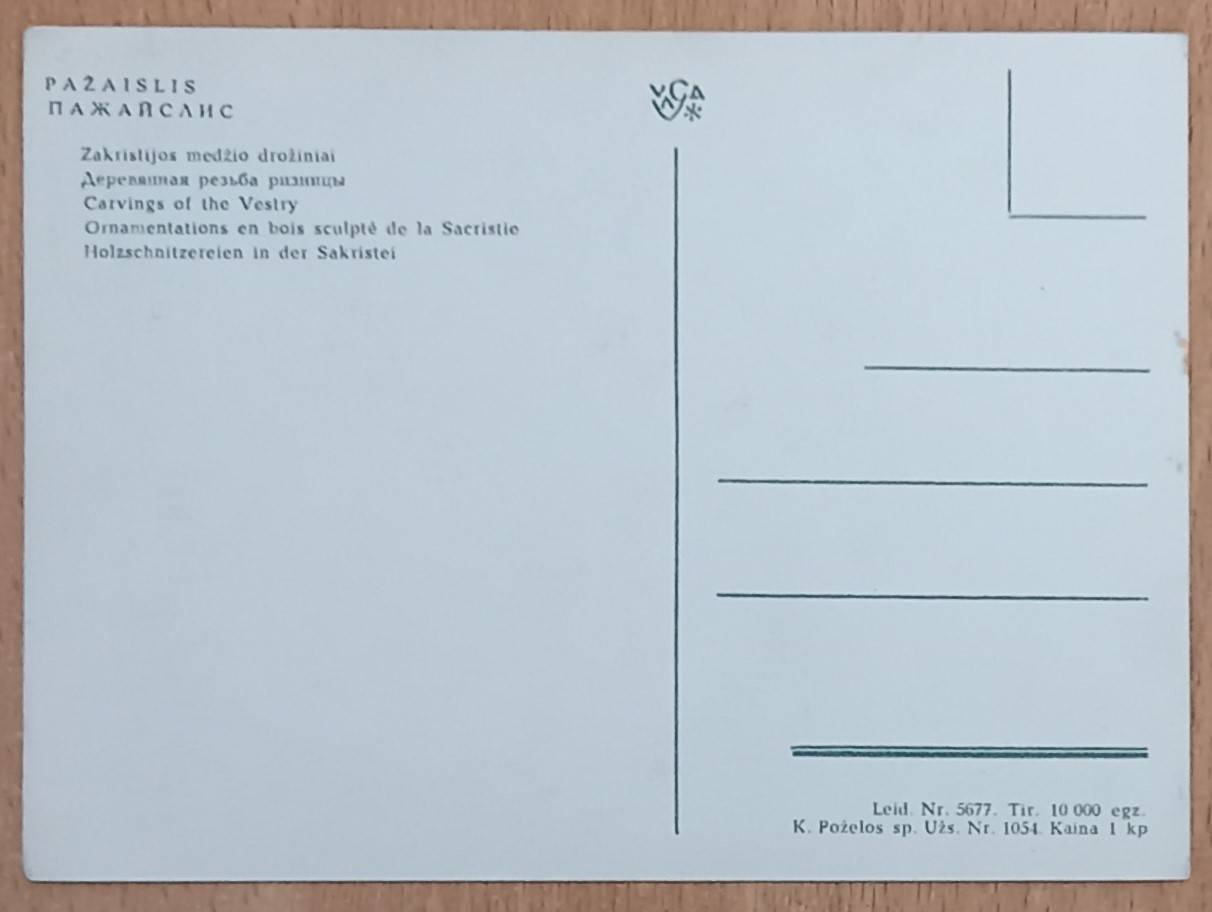 PAŽAISLIS
ПАЖАЙСЛИС
Zakristijos medžio drožiniai
Деревянная резьба ризницы
Carvings of the Vestry
Ornamentations en bois sculpté de la Sacristie
Holzschnitzereien in der Sakristei
Leid. Nr. 5677. Tir. 10 000 egz.
K. Poželos sp. Užs. Nr. 1054. Kaina 1 kp